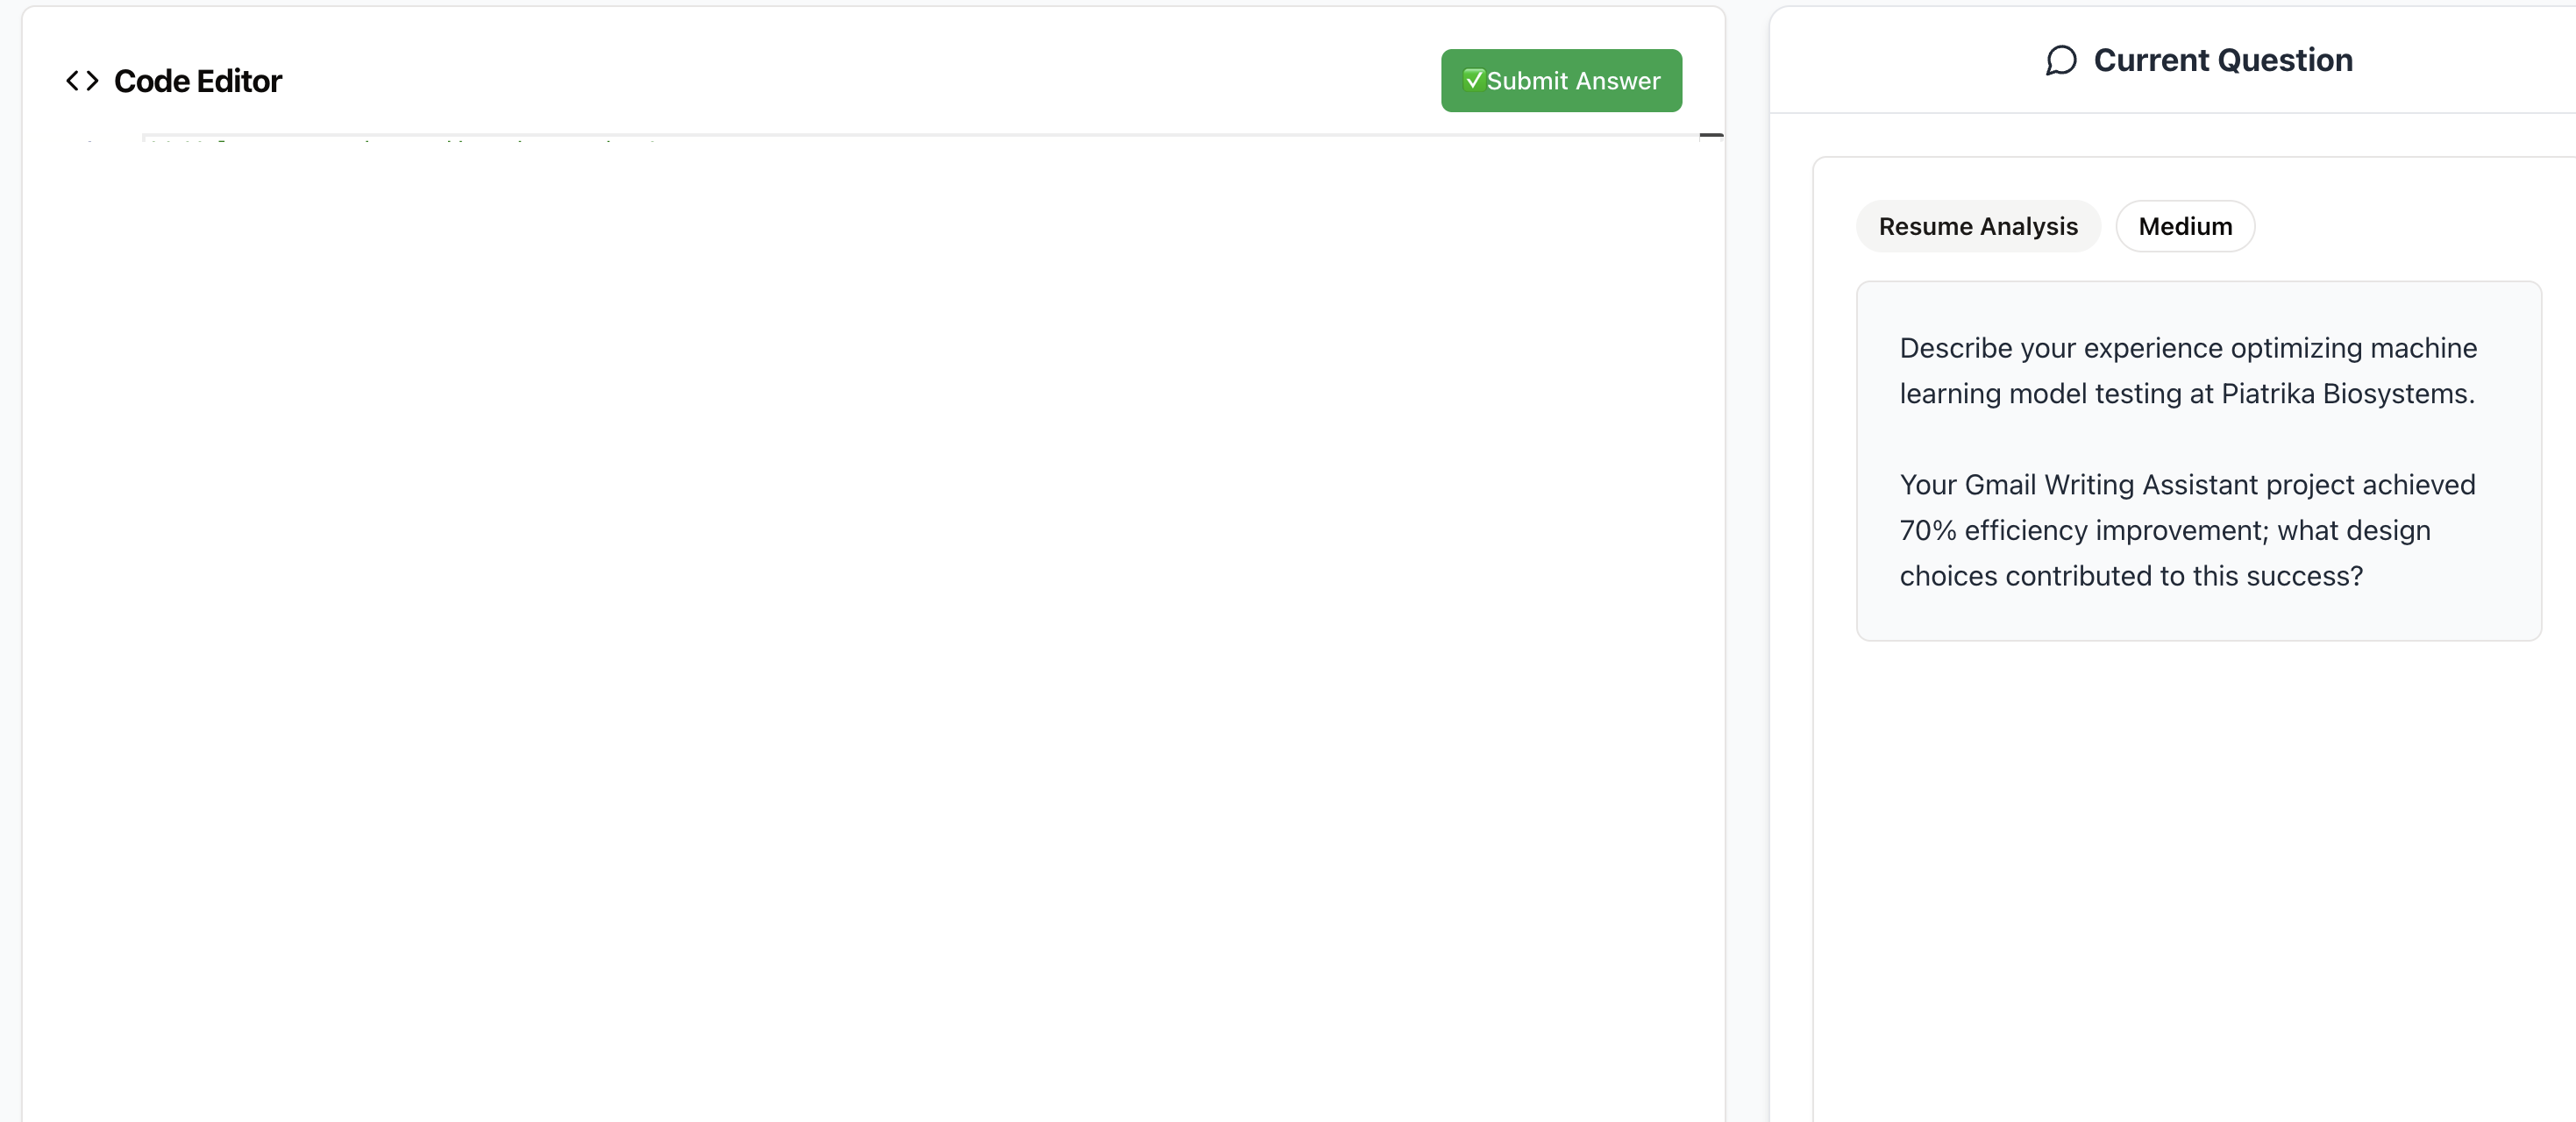 Code Editor
✅Submit Answer
Current Question
Resume Analysis
Medium
Describe your experience optimizing machine
learning model testing at Piatrika Biosystems.
Your Gmail Writing Assistant project achieved
70% efficiency improvement; what design
choices contributed to this success?